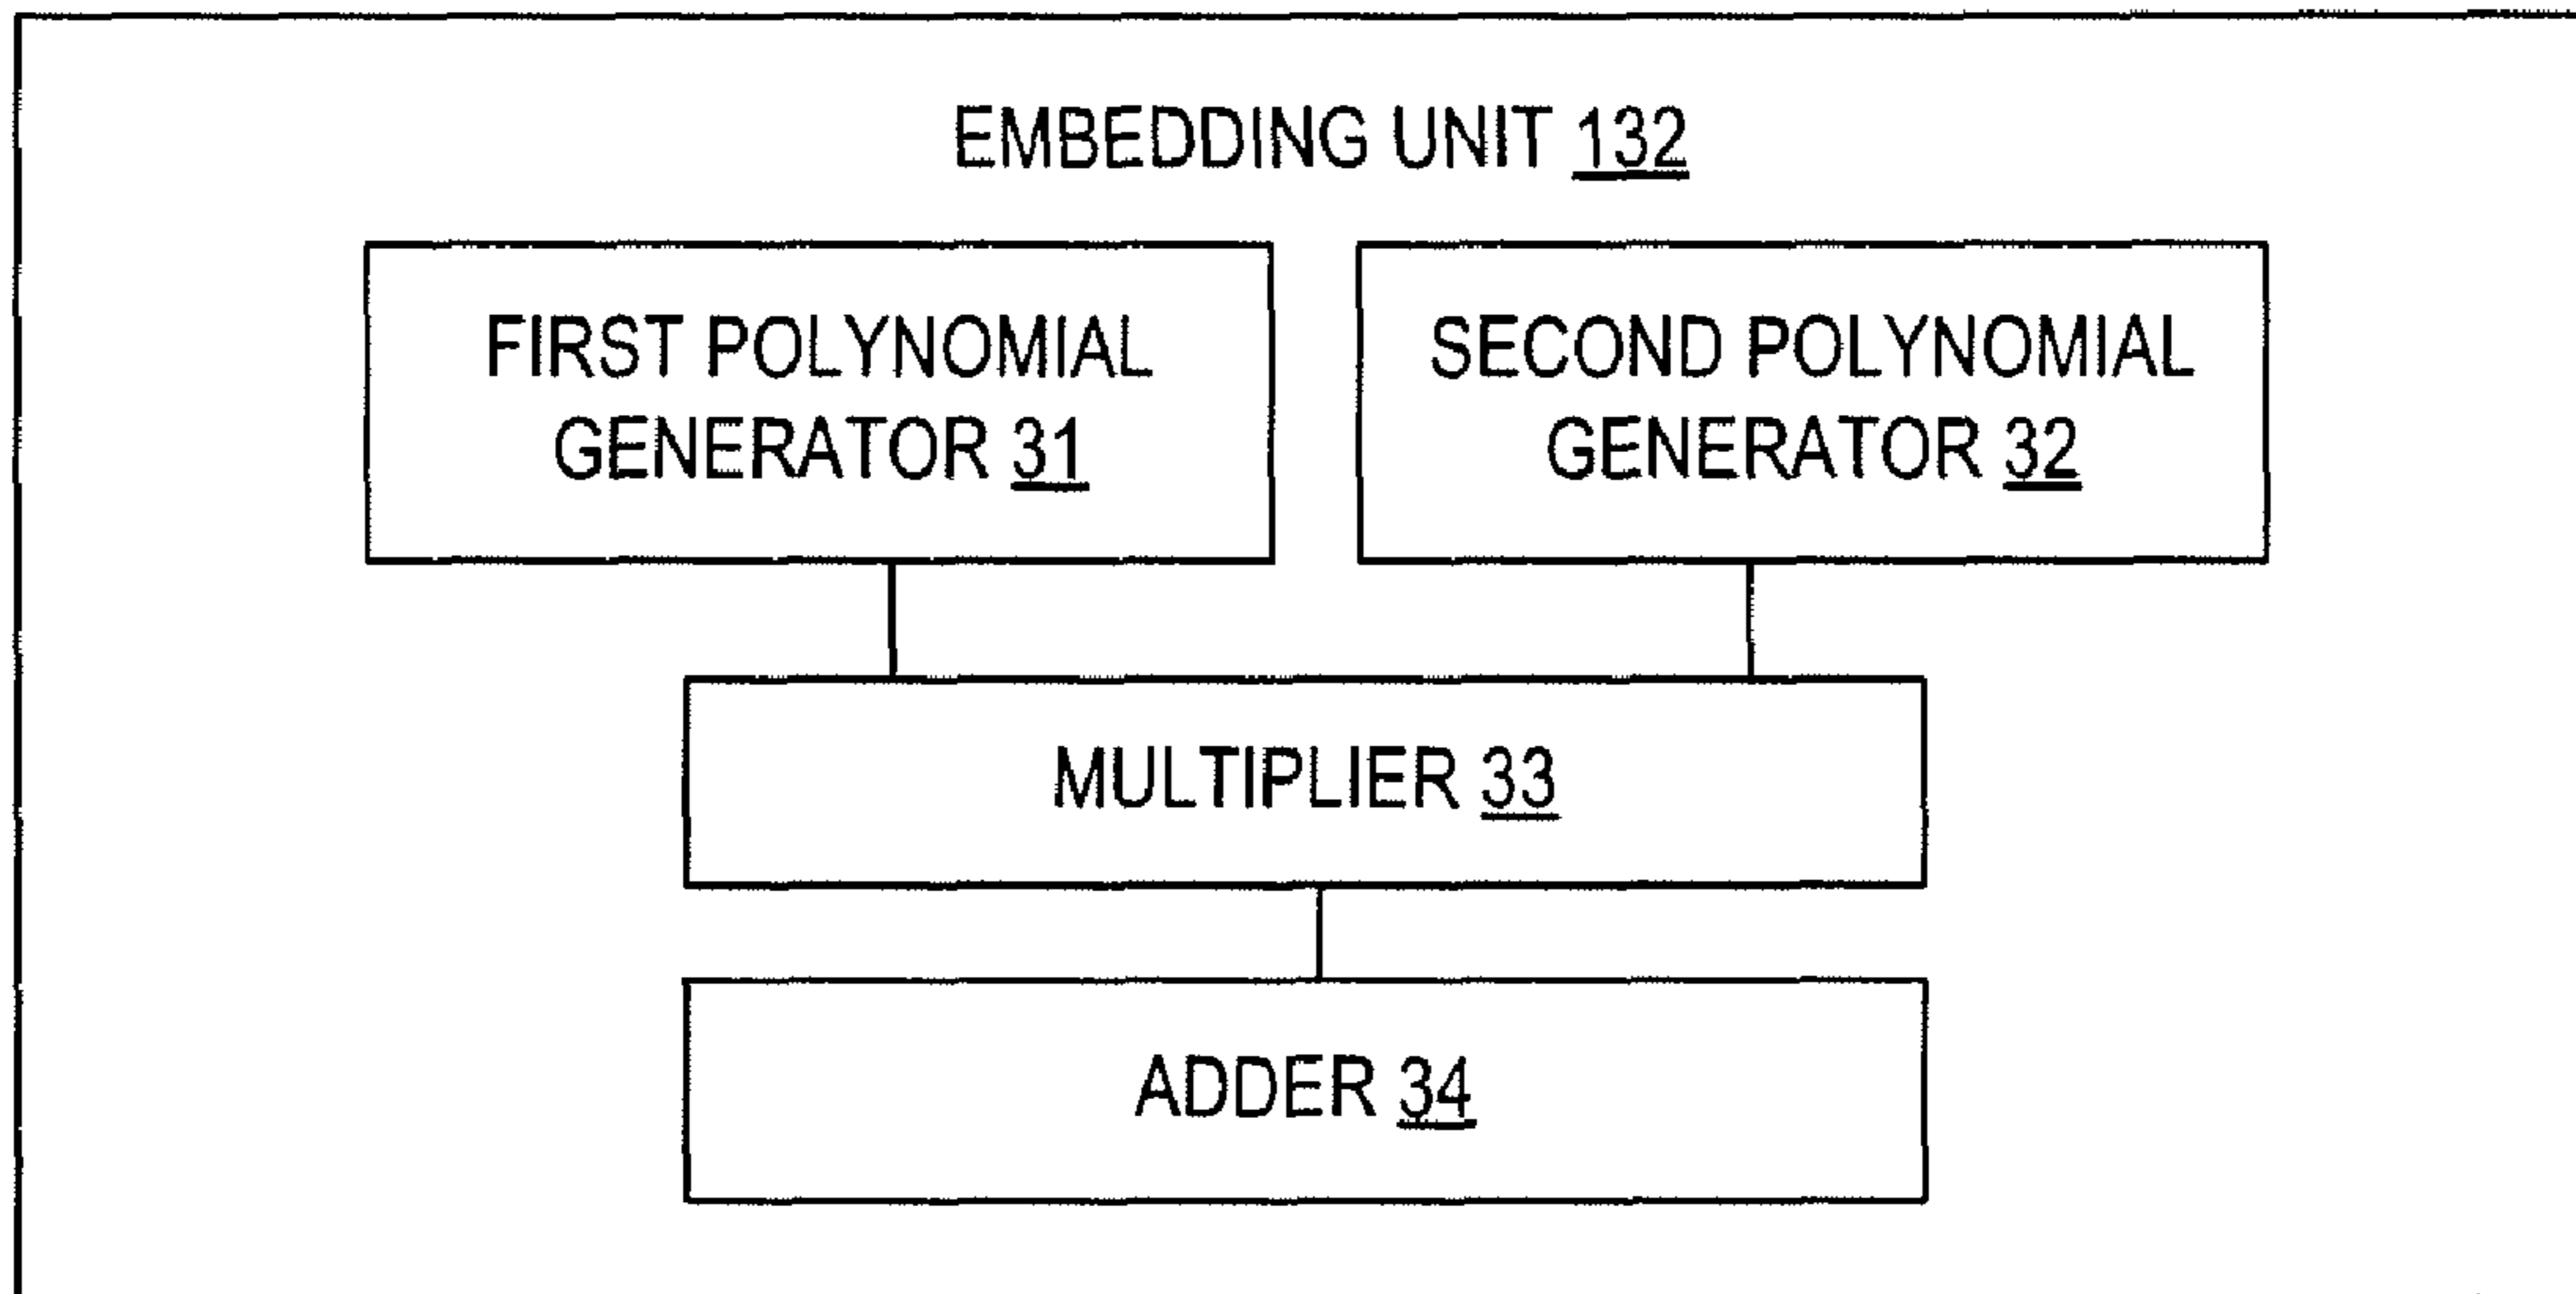 EMBEDDING UNIT 132
FIRST POLYNOMIAL
GENERATOR 31
SECOND POLYNOMIAL
GENERATOR 32
MULTIPLIER 33
ADDER 34